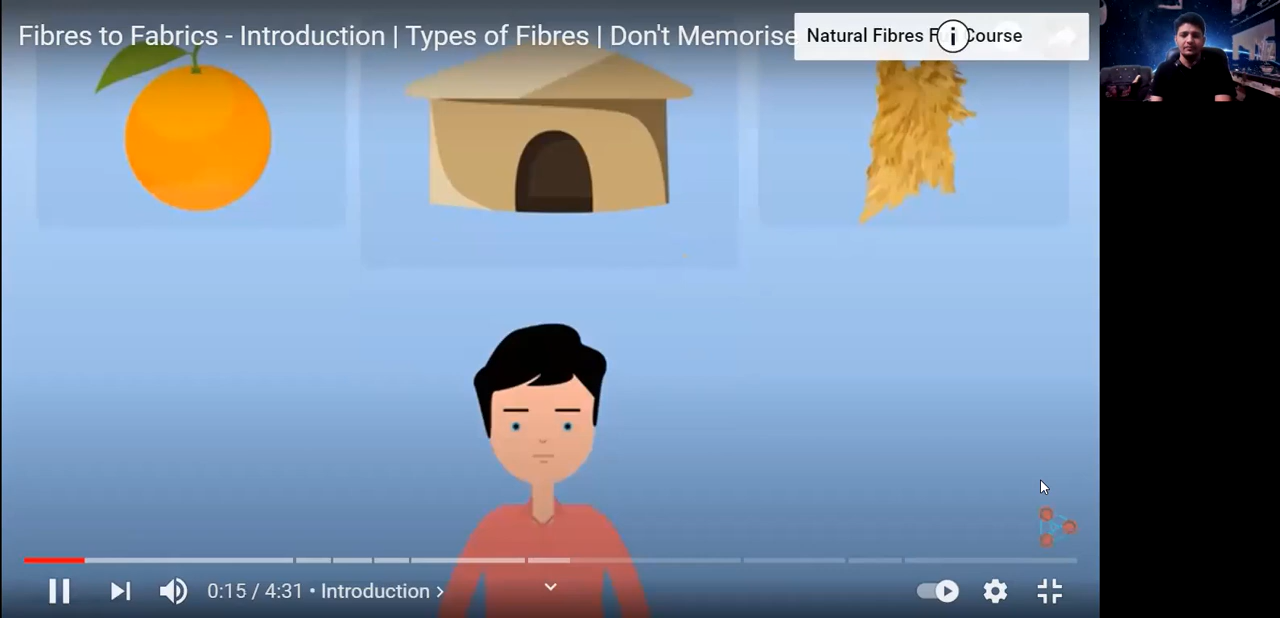 Fibres to Fabrics - Introduction | Types of Fibres | Don't Memorise
Natural Fibres F Course
0:15 / 4:31 • Introduction ›